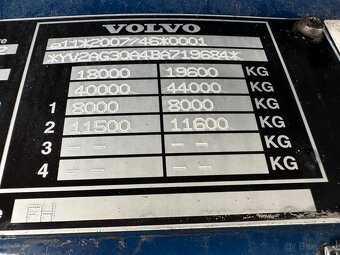 VOLVO
e11*2007/46*0001
XYV2AG30A4BA719684*
18000 19600 KG
40000 44000 KG
1 8000 8000 KG
2 11500 11600 KG
3 -- -- KG
4 -- -- KG
FH